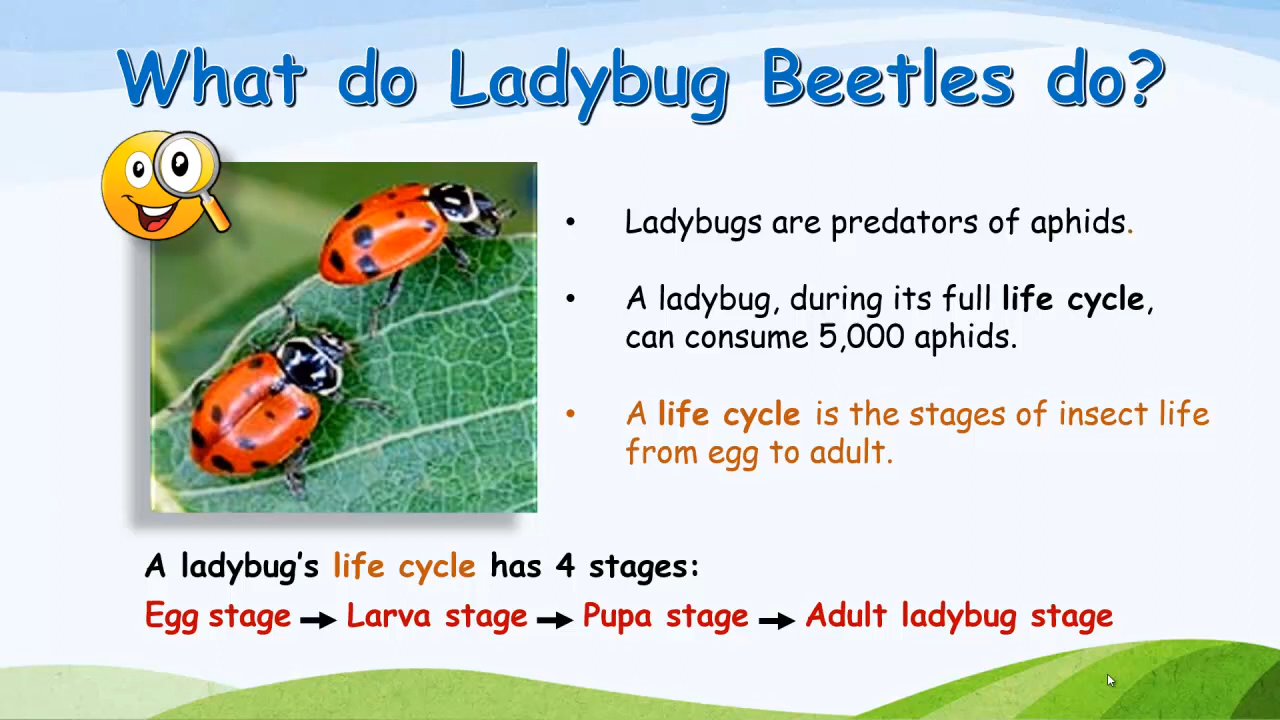 What do Ladybug Beetles do?
• Ladybugs are predators of aphids.
• A ladybug, during its full life cycle,
can consume 5,000 aphids.
• A life cycle is the stages of insect life
from egg to adult.
A ladybug’s life cycle has 4 stages:
Egg stage → Larva stage → Pupa stage → Adult ladybug stage